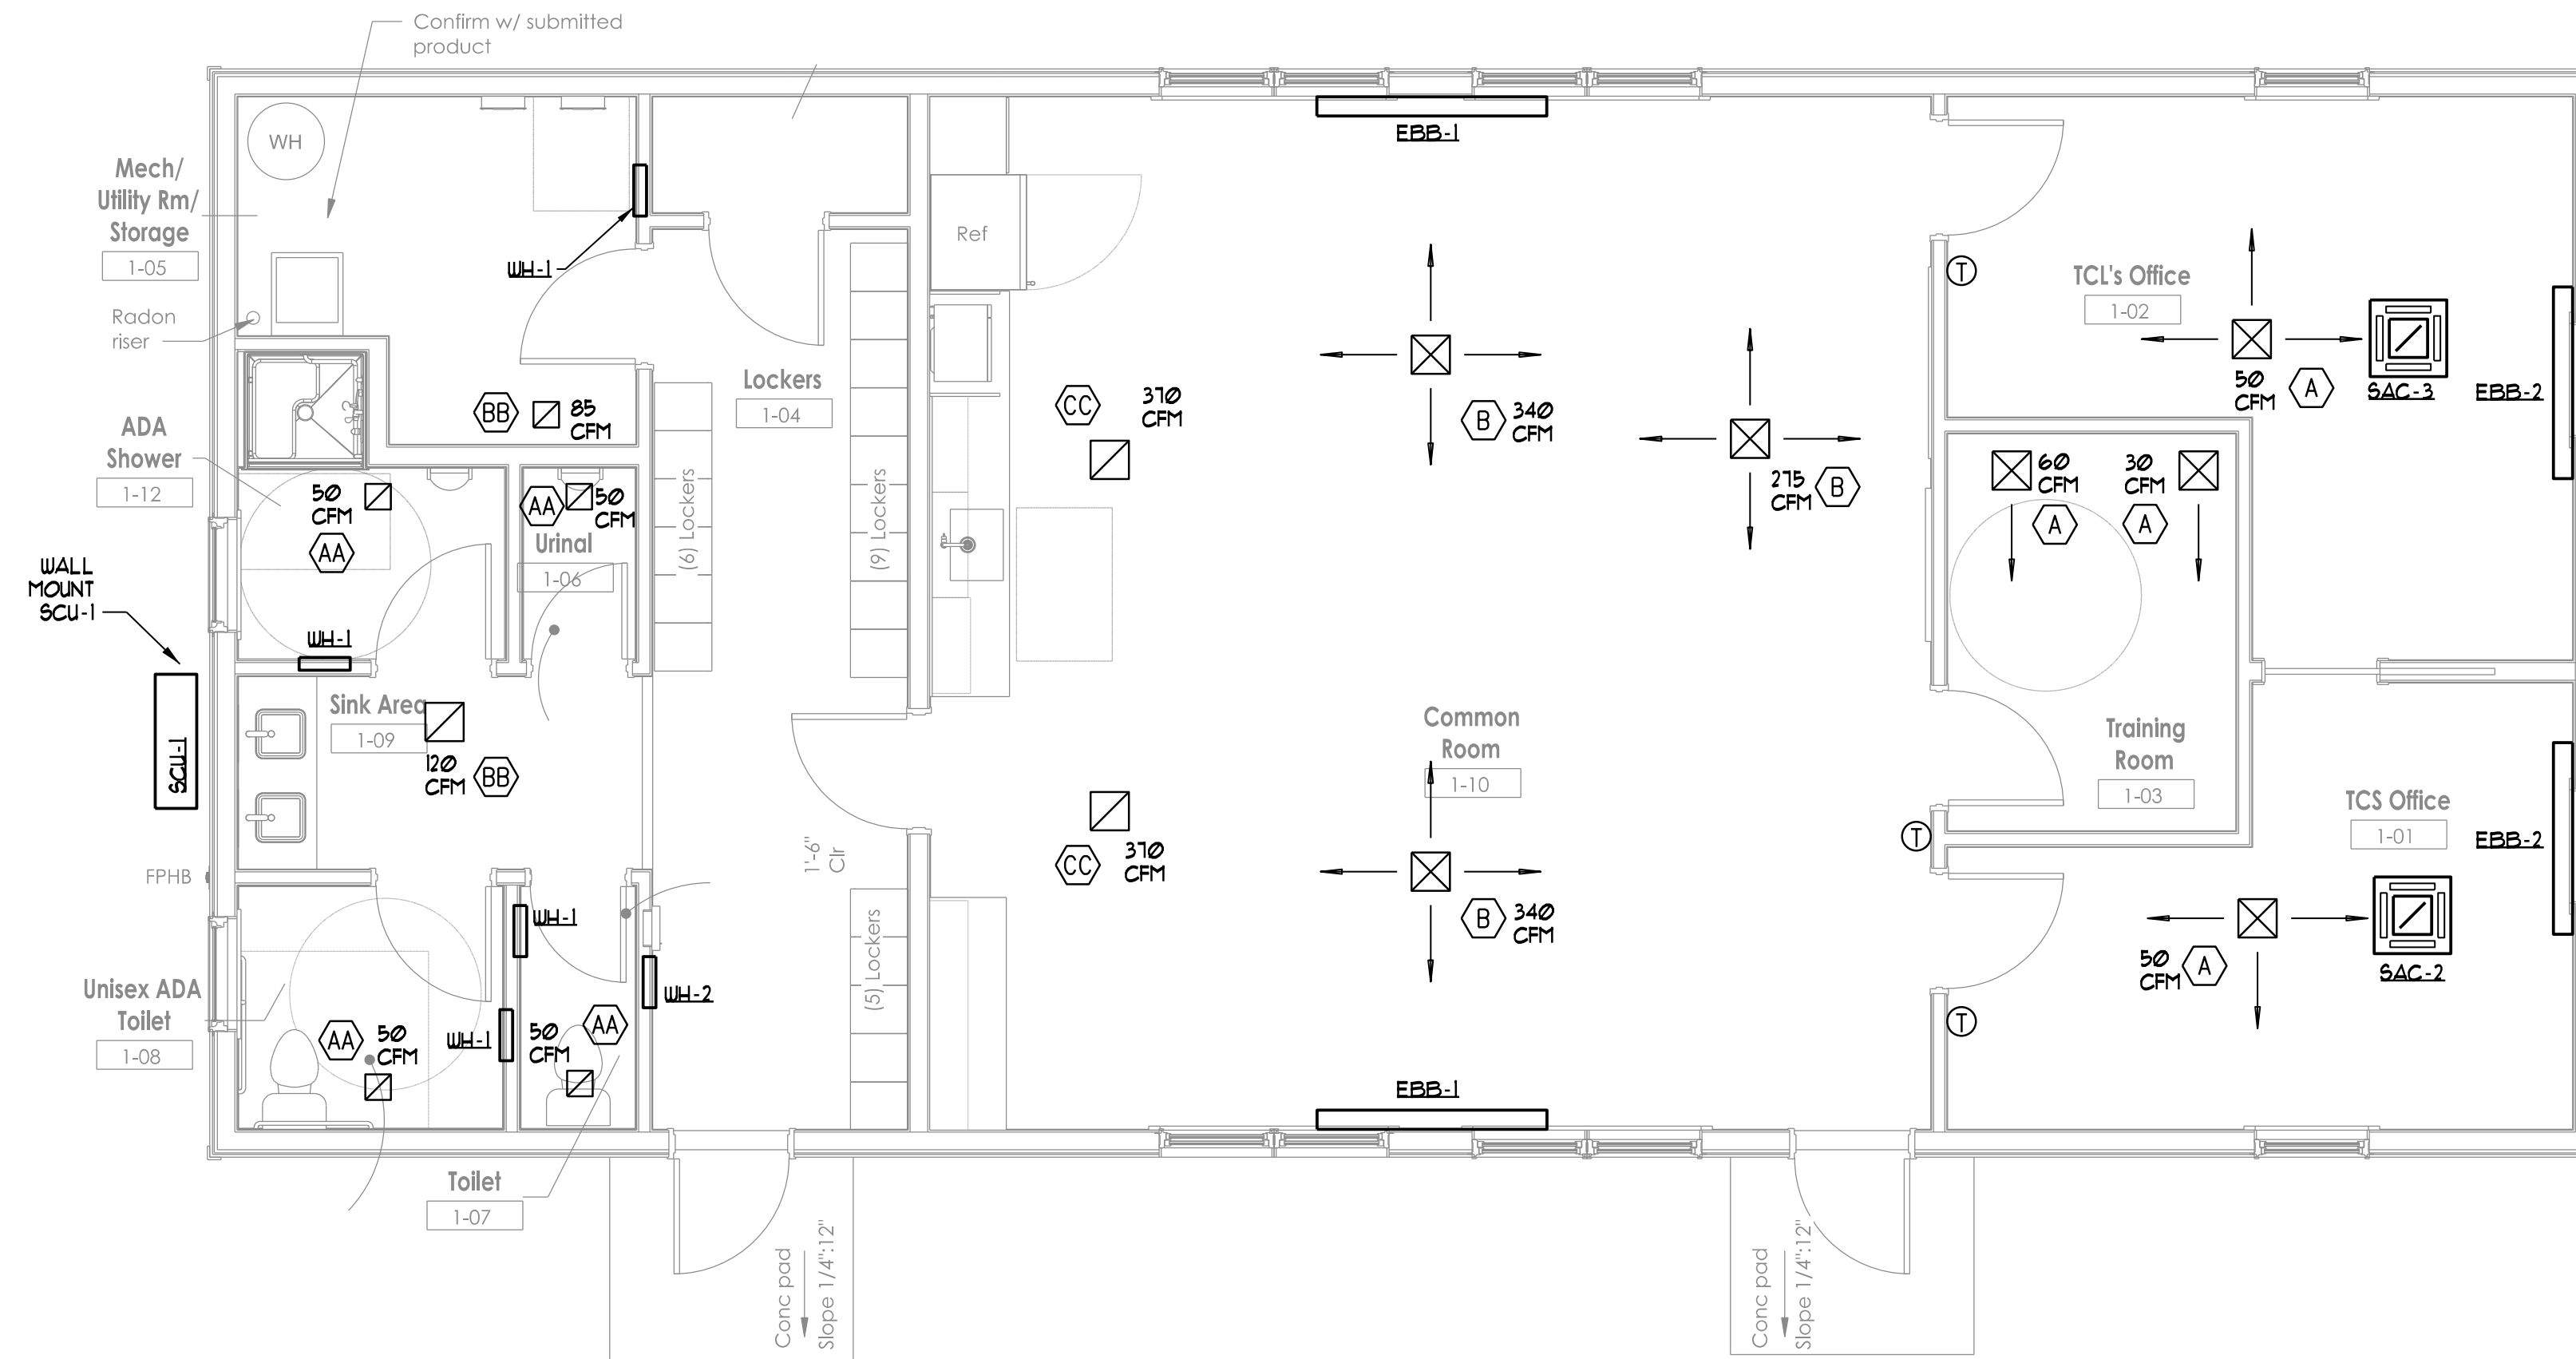 Confirm w/ submitted
product
WH
Mech/
Utility Rm/
Storage
1-05
WH-1
Radon
riser
BB
85
CFM
ADA
Shower
1-12
50
CFM
AA
WH-1
AA
50
CFM
Urinal
1-06
WALL
MOUNT
SCU-1
SCU-1
Sink Area
1-09
120
CFM
BB
FPHB
Unisex ADA
Toilet
1-08
AA
50
CFM
WH-1
WH-1
50
CFM
AA
WH-2
Toilet
1-07
Lockers
1-04
(6) Lockers
(9) Lockers
(5) Lockers
1'-6"
Clr
Conc pad
Slope 1/4":12"
Ref
EBB-1
CC
370
CFM
B
340
CFM
275
CFM
B
Common
Room
1-10
CC
370
CFM
B
340
CFM
EBB-1
Conc pad
Slope 1/4":12"
T
T
T
TCL's Office
1-02
50
CFM
A
SAC-3
EBB-2
60
CFM
A
30
CFM
A
Training
Room
1-03
TCS Office
1-01
EBB-2
50
CFM
A
SAC-2